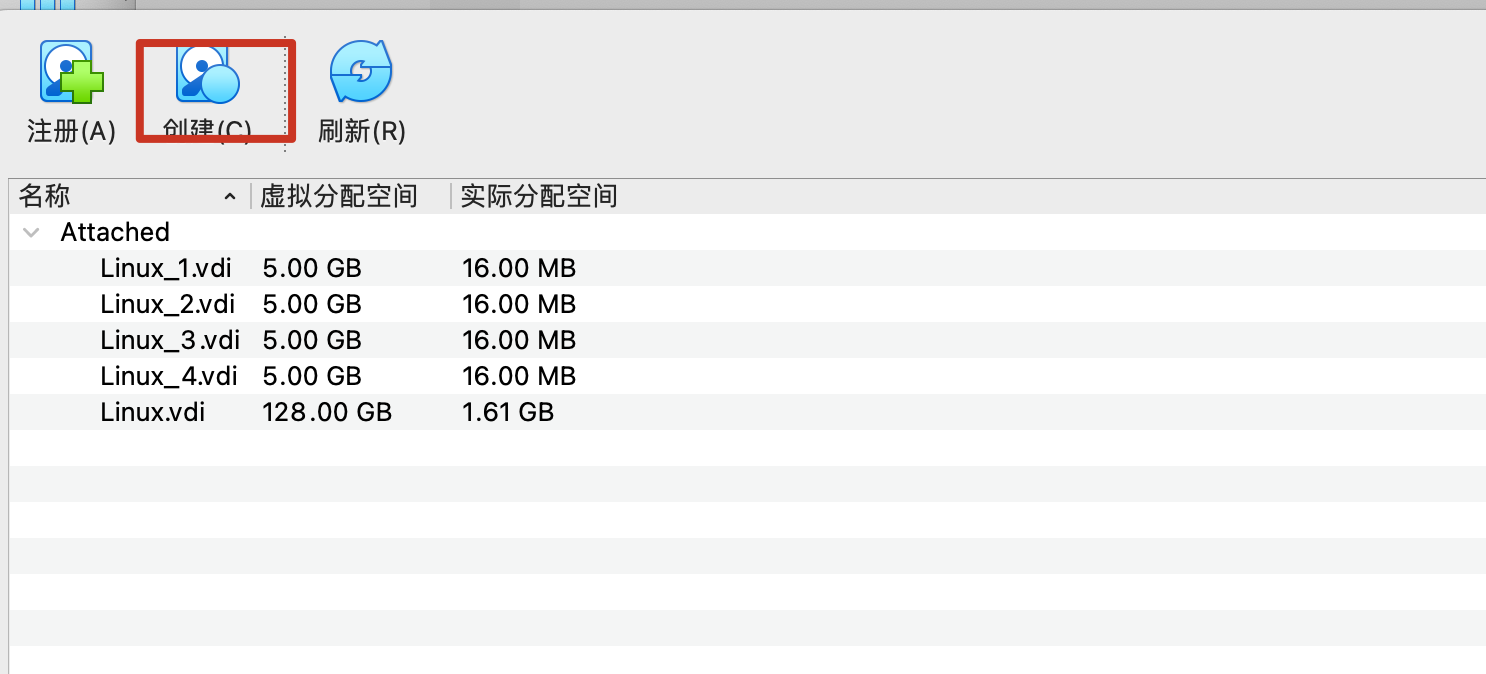 注册(A) 创建(C) 刷新(R)
名称 虚拟分配空间 实际分配空间
Attached
Linux_1.vdi 5.00 GB 16.00 MB
Linux_2.vdi 5.00 GB 16.00 MB
Linux_3.vdi 5.00 GB 16.00 MB
Linux_4.vdi 5.00 GB 16.00 MB
Linux.vdi 128.00 GB 1.61 GB